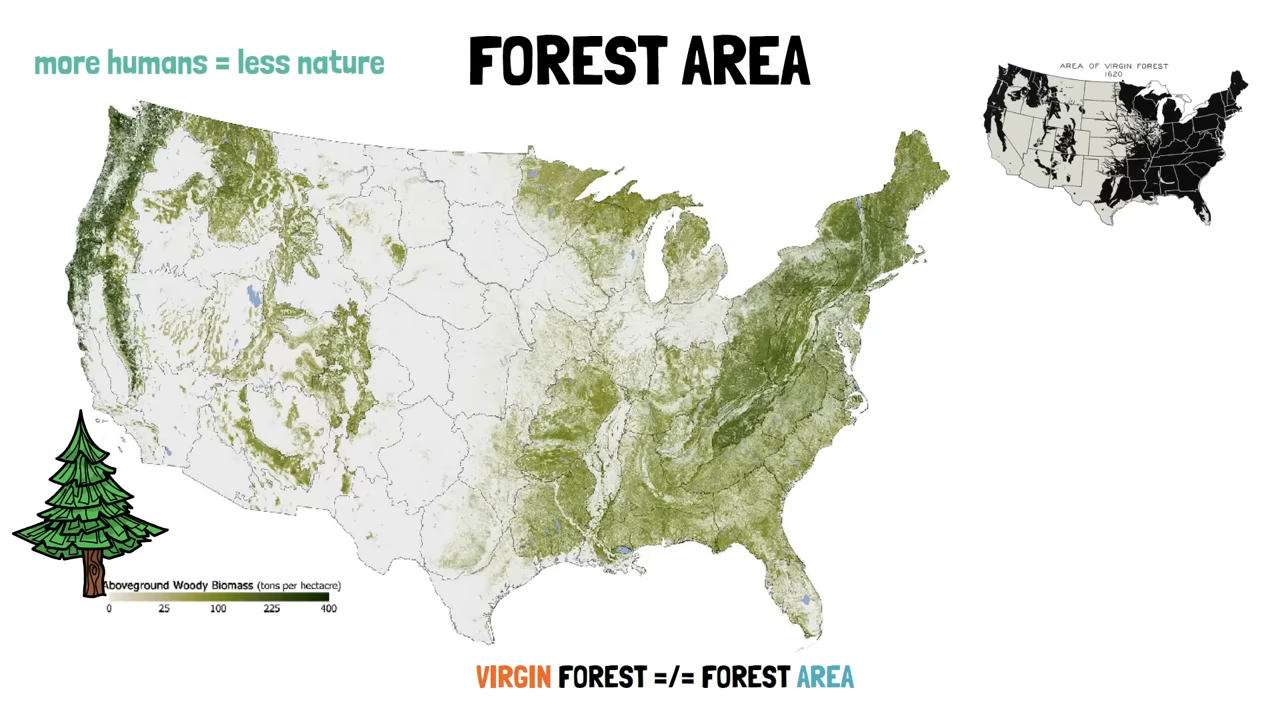 more humans = less nature
FOREST AREA
AREA OF VIRGIN FOREST
1620
Aboveground Woody Biomass (tons per hectacre)
0 25 100 225 400
VIRGIN FOREST =/= FOREST AREA